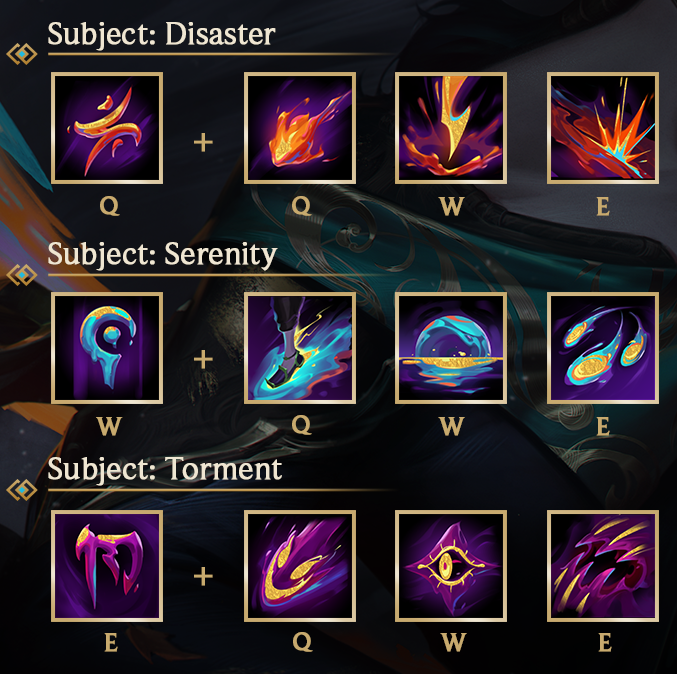 Subject: Disaster
+
Q Q W E
Subject: Serenity
+
W Q W E
Subject: Torment
+
E Q W E